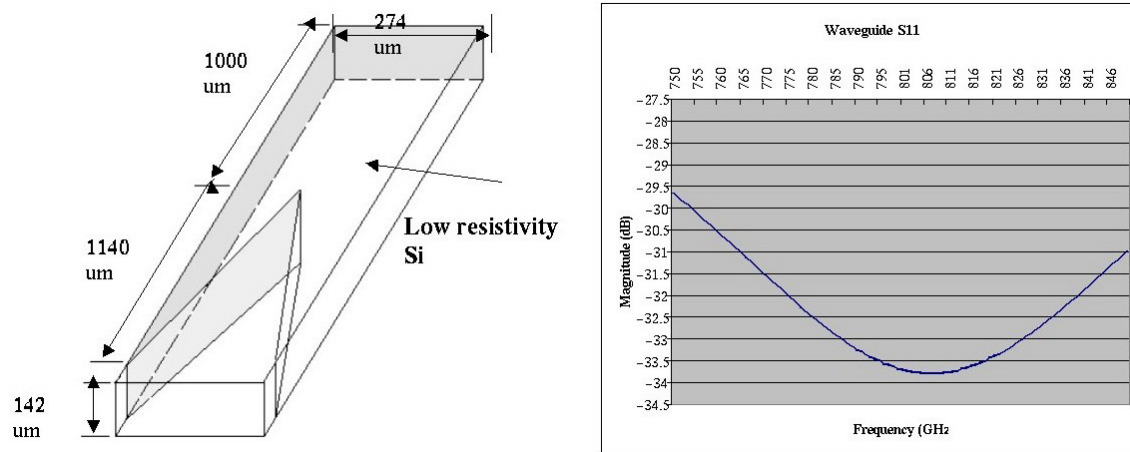 274
um
1000
um
Low resistivity
Si
1140
um
142
um
Waveguide S11
750 755 760 765 770 775 780 785 790 795 801 806 811 816 821 826 831 836 841 846
-27.5
-28
-28.5
-29
-29.5
-30
-30.5
-31
-31.5
-32
-32.5
-33
-33.5
-34
-34.5
Magnitude (dB)
Frequency (GHz